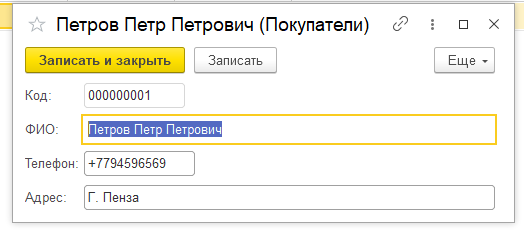 Петров Петр Петрович (Покупатели)
Записать и закрыть Записать Еще
Код: 000000001
ФИО: Петров Петр Петрович
Телефон: +7794596569
Адрес: Г. Пенза